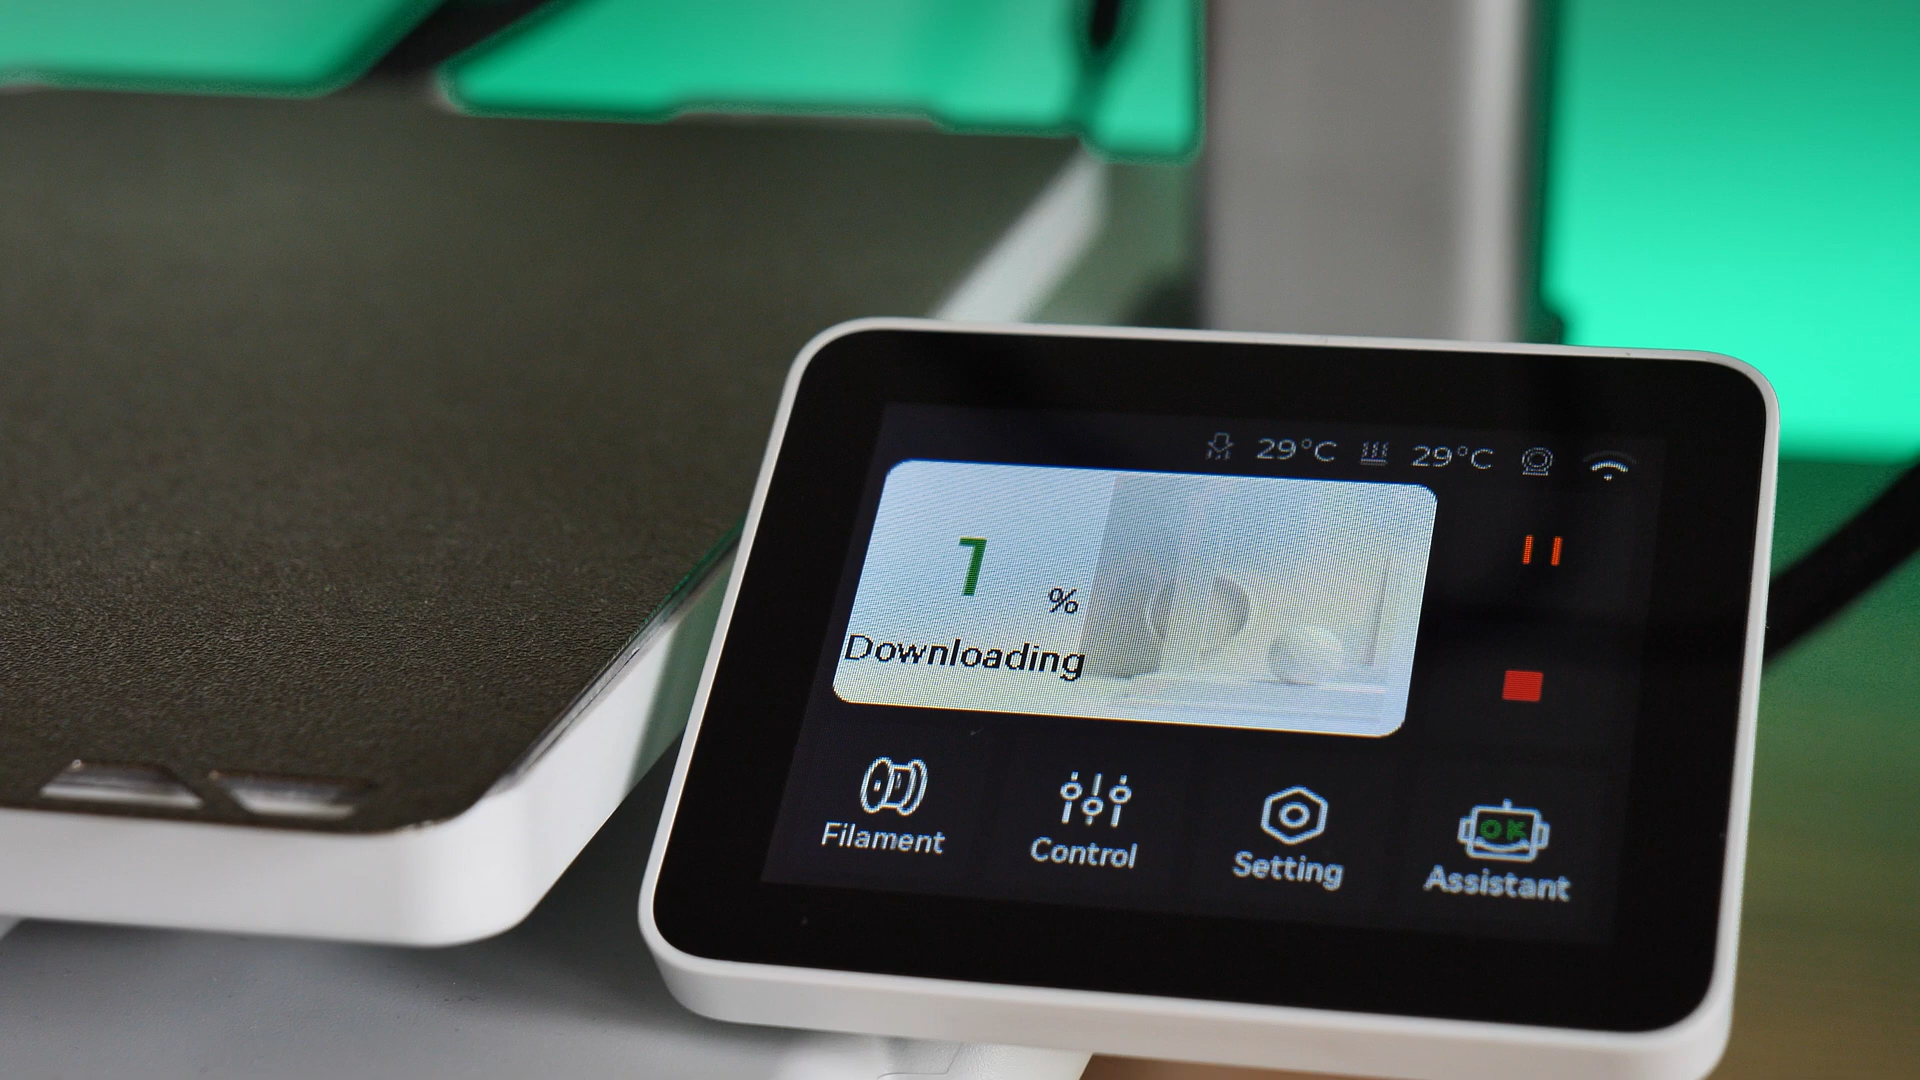 29°C 29°C
1
%
Downloading
Filament Control Setting Assistant
OK